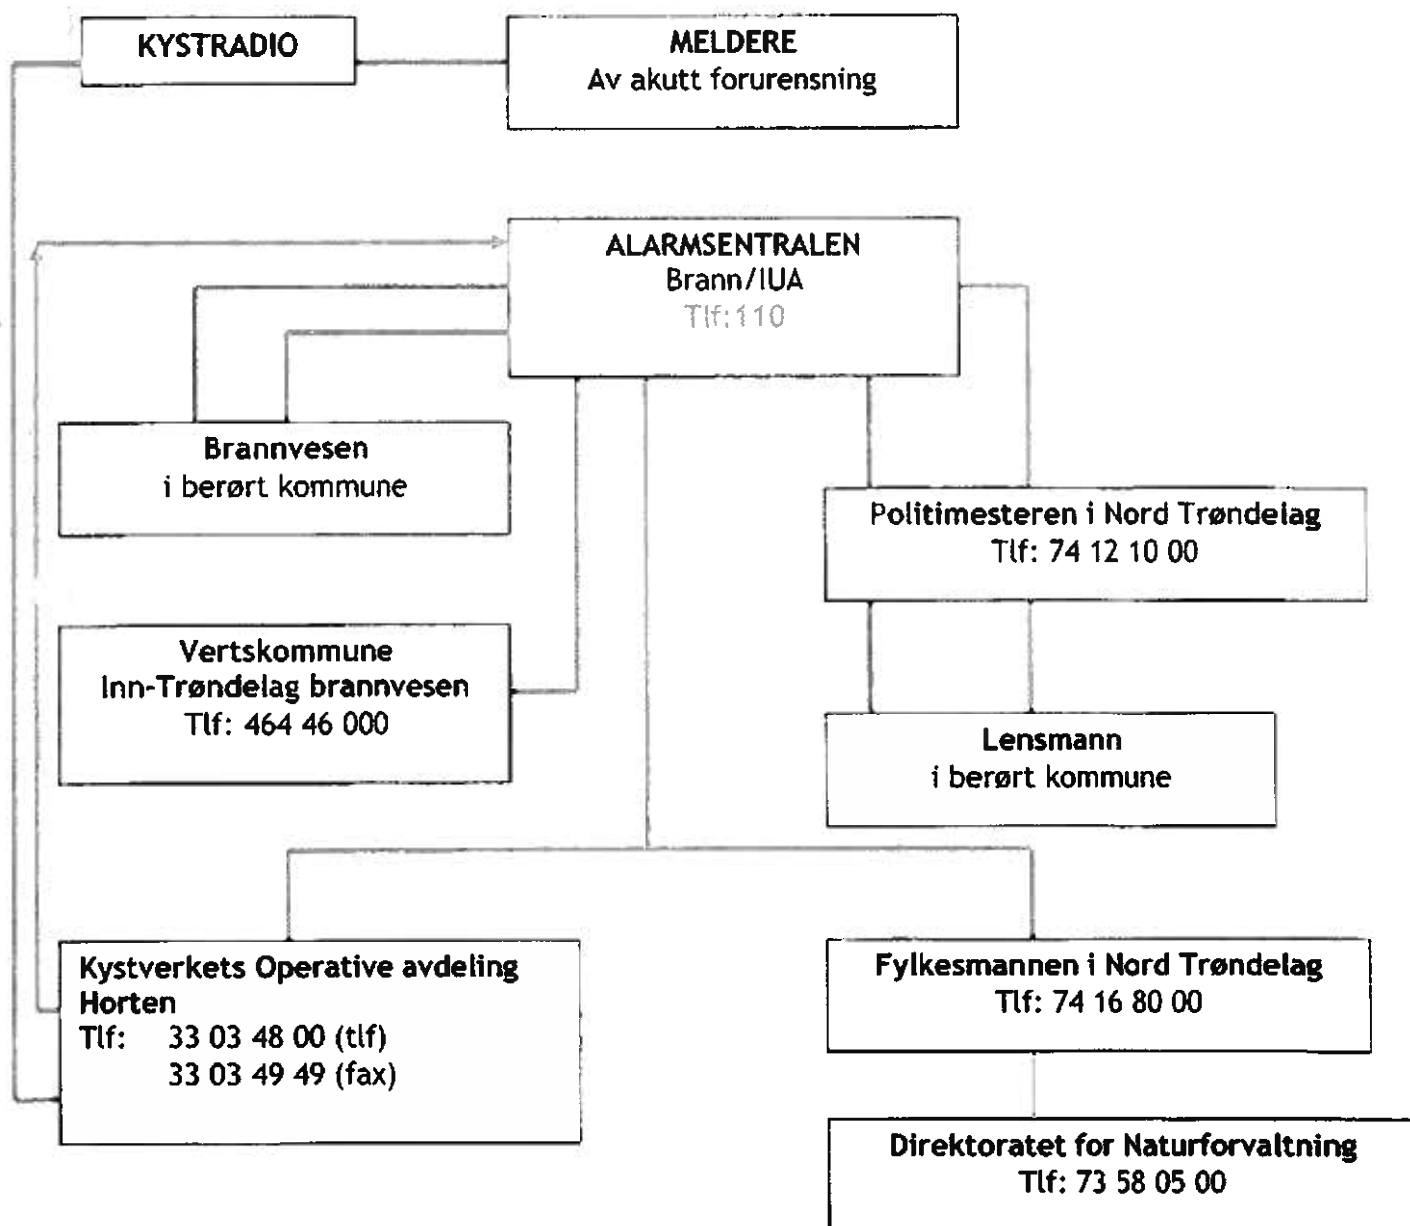 KYSTRADIO
MELDERE
Av akutt forurensning
ALARMSENTRALEN
Brann/IUA
Tlf:110
Brannvesen
i berørt kommune
Politimesteren i Nord Trøndelag
Tlf: 74 12 10 00
Vertskommune
Inn-Trøndelag brannvesen
Tlf: 464 46 000
Lensmann
i berørt kommune
Kystverkets Operative avdeling
Horten
Tlf: 33 03 48 00 (tlf)
33 03 49 49 (fax)
Fylkesmannen i Nord Trøndelag
Tlf: 74 16 80 00
Direktoratet for Naturforvaltning
Tlf: 73 58 05 00